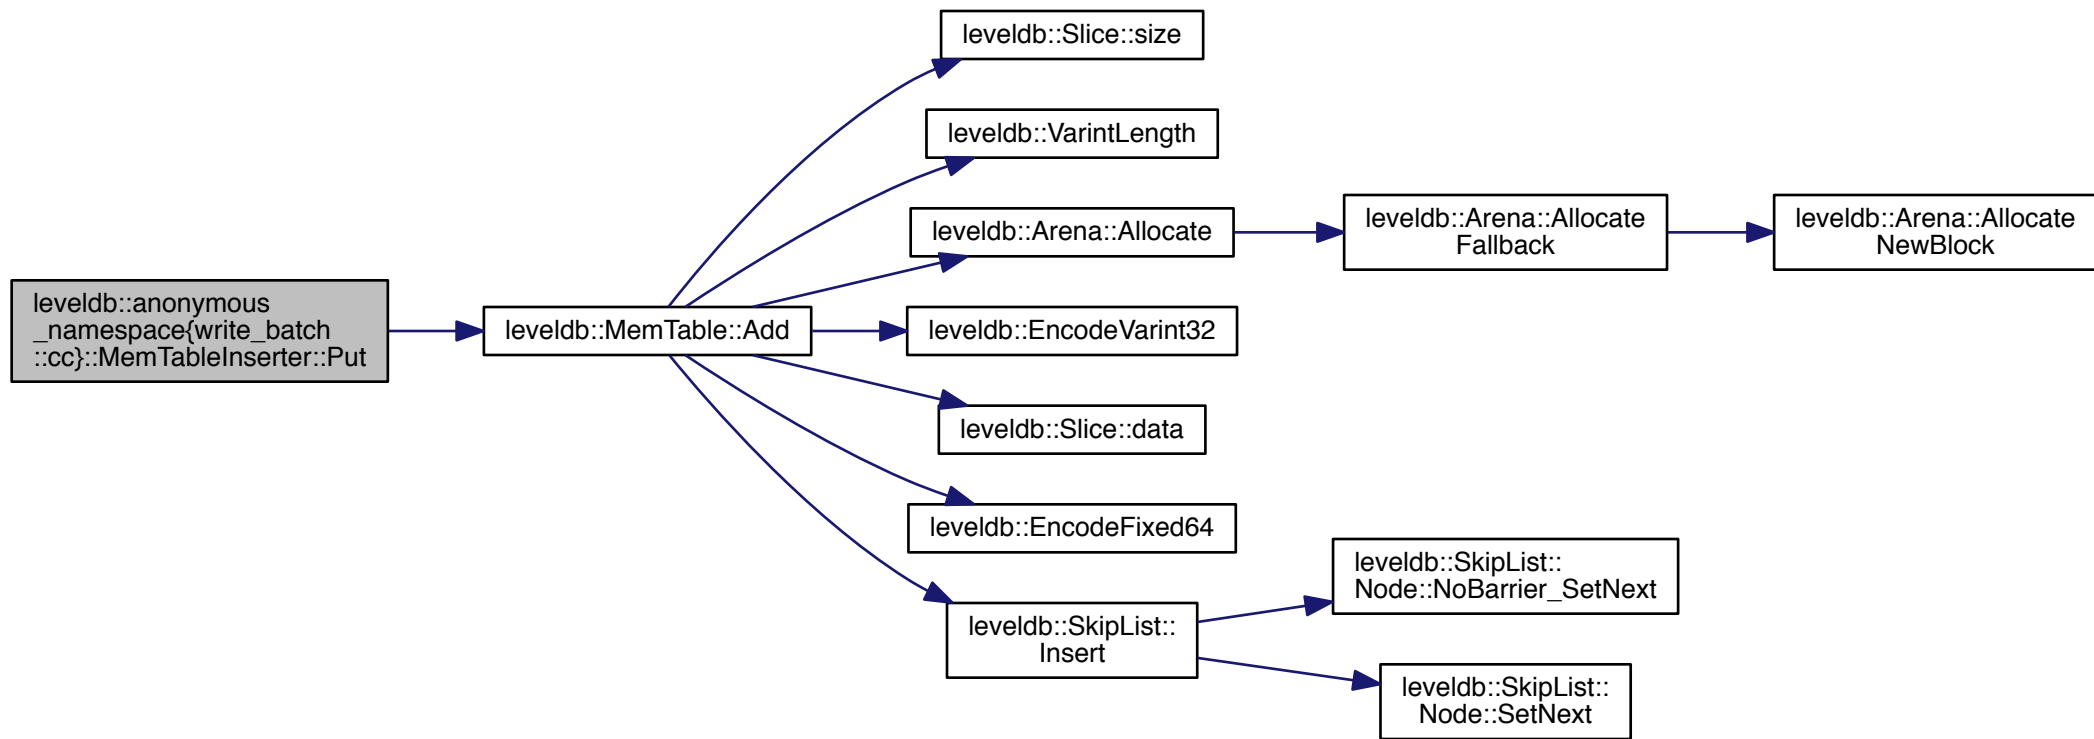 leveldb::Slice::size
leveldb::VarintLength
leveldb::Arena::Allocate
leveldb::Arena::Allocate
Fallback
leveldb::Arena::Allocate
NewBlock
leveldb::anonymous
_namespace{write_batch
::cc}::MemTableInserter::Put
leveldb::MemTable::Add
leveldb::EncodeVarint32
leveldb::Slice::data
leveldb::EncodeFixed64
leveldb::SkipList::
Insert
leveldb::SkipList::
Node::NoBarrier_SetNext
leveldb::SkipList::
Node::SetNext